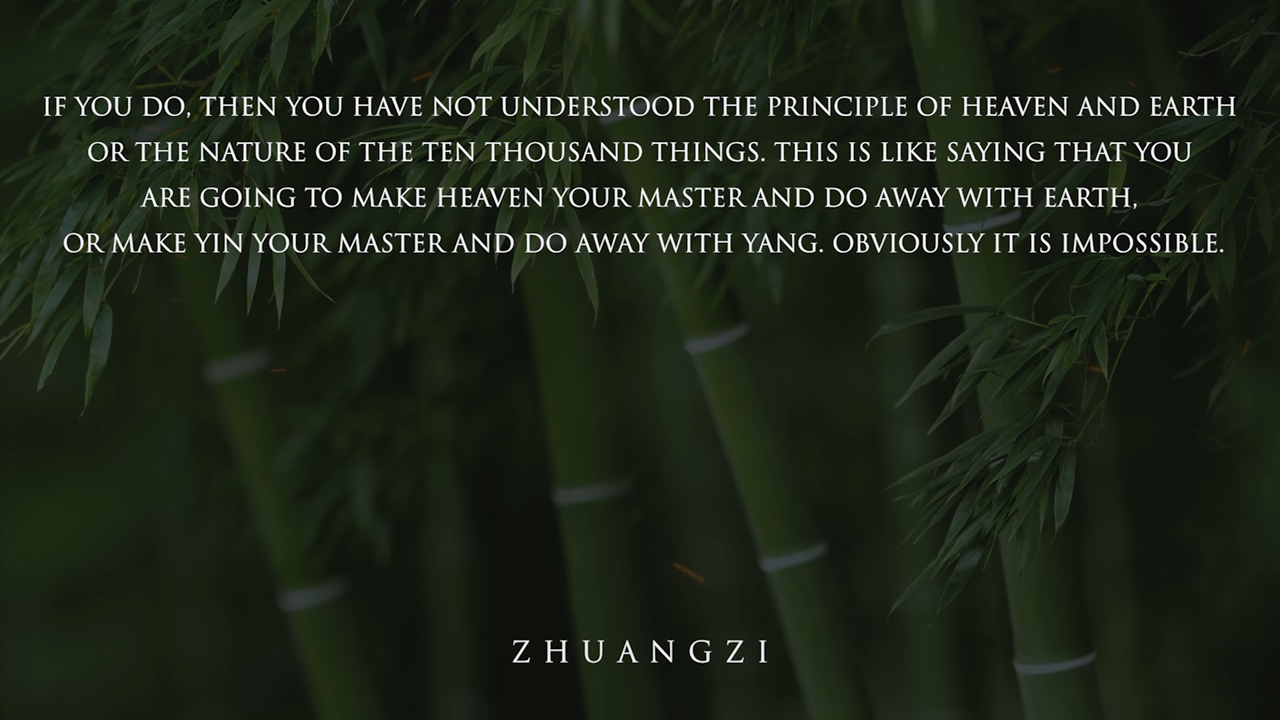 IF YOU DO, THEN YOU HAVE NOT UNDERSTOOD THE PRINCIPLE OF HEAVEN AND EARTH
OR THE NATURE OF THE TEN THOUSAND THINGS. THIS IS LIKE SAYING THAT YOU
ARE GOING TO MAKE HEAVEN YOUR MASTER AND DO AWAY WITH EARTH,
OR MAKE YIN YOUR MASTER AND DO AWAY WITH YANG. OBVIOUSLY IT IS IMPOSSIBLE.
ZHUANGZI